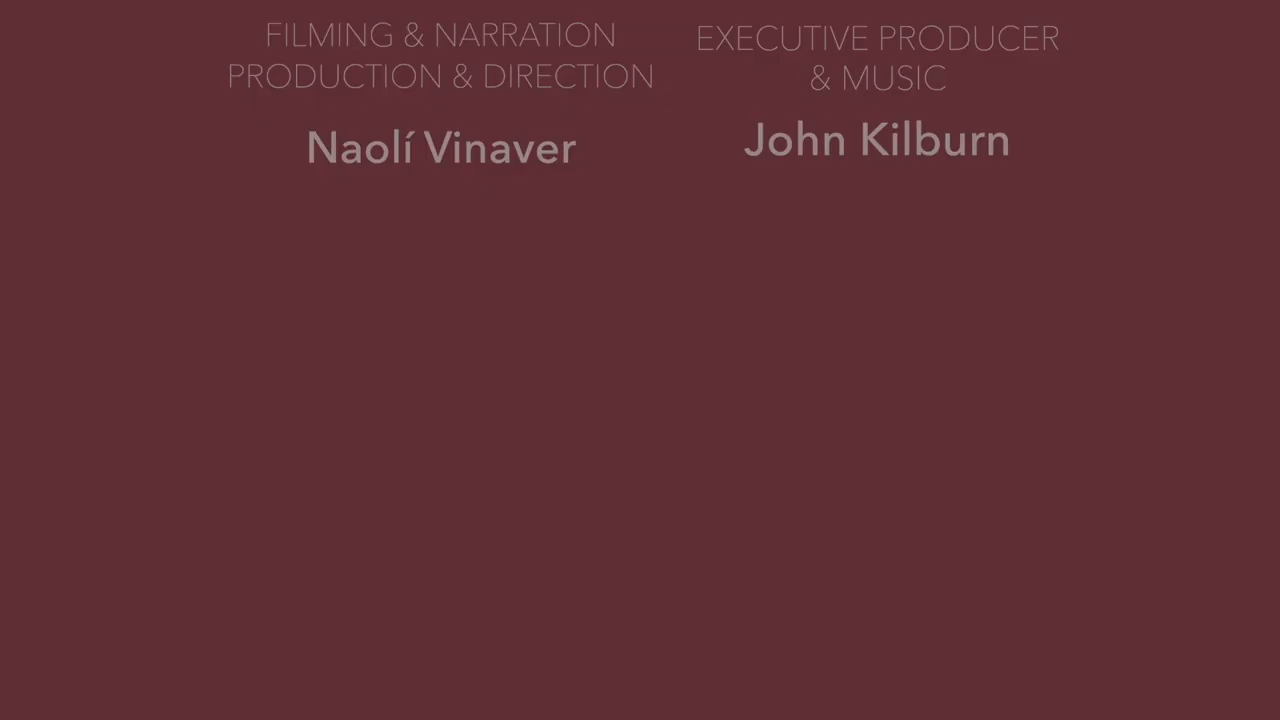 FILMING & NARRATION
PRODUCTION & DIRECTION
Naolí Vinaver
EXECUTIVE PRODUCER
& MUSIC
John Kilburn